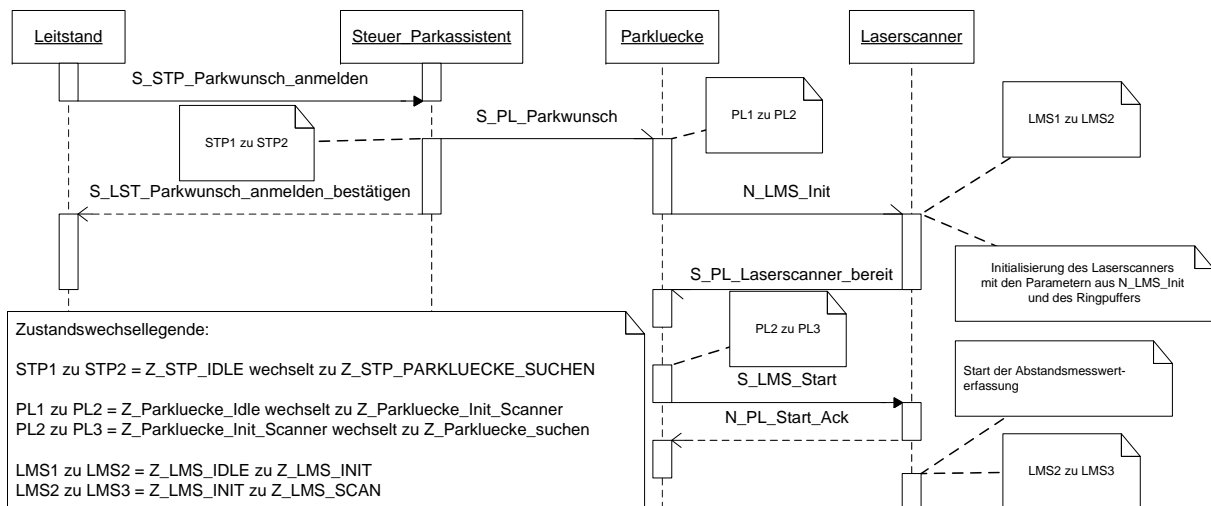 Leitstand
Steuer_Parkassistent
Parkluecke
Laserscanner
S_STP_Parkwunsch_anmelden
STP1 zu STP2
S_PL_Parkwunsch
PL1 zu PL2
LMS1 zu LMS2
S_LST_Parkwunsch_anmelden_bestätigen
N_LMS_Init
Initialisierung des Laserscanners
mit den Parametern aus N_LMS_Init
und des Ringpuffers
S_PL_Laserscanner_bereit
PL2 zu PL3
S_LMS_Start
Start der Abstandsmesswert-
erfassung
N_PL_Start_Ack
LMS2 zu LMS3
Zustandswechsellegende:
STP1 zu STP2 = Z_STP_IDLE wechselt zu Z_STP_PARKLUECKE_SUCHEN
PL1 zu PL2 = Z_Parkluecke_Idle wechselt zu Z_Parkluecke_Init_Scanner
PL2 zu PL3 = Z_Parkluecke_Init_Scanner wechselt zu Z_Parkluecke_suchen
LMS1 zu LMS2 = Z_LMS_IDLE zu Z_LMS_INIT
LMS2 zu LMS3 = Z_LMS_INIT zu Z_LMS_SCAN